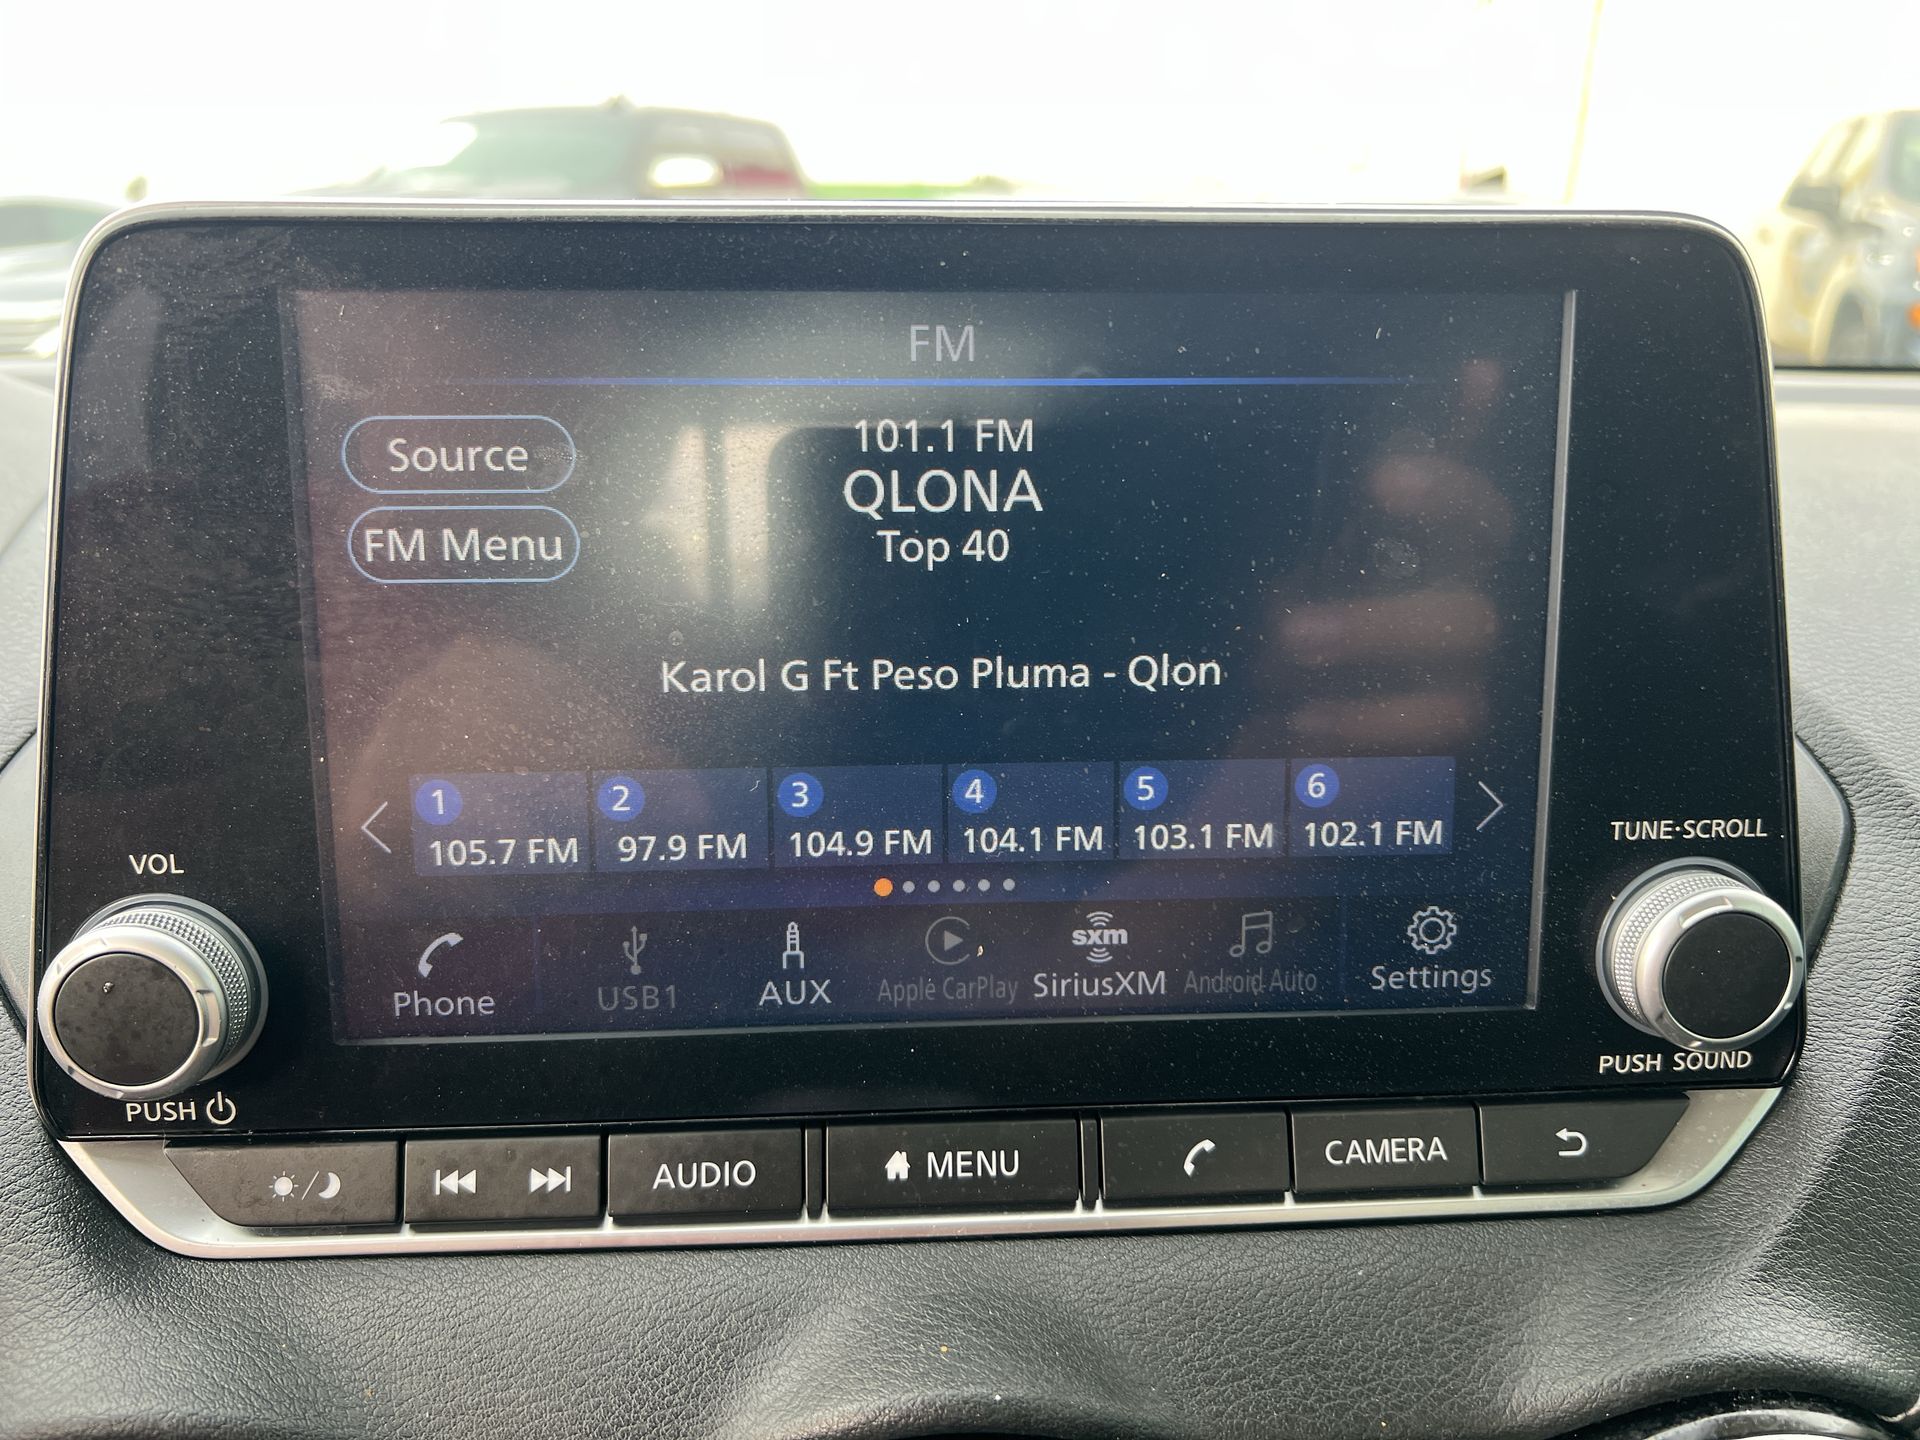 FM
Source
FM Menu
101.1 FM
QLONA
Top 40
Karol G Ft Peso Pluma - Qlon
1
105.7 FM
2
97.9 FM
3
104.9 FM
4
104.1 FM
5
103.1 FM
6
102.1 FM
Phone
USB1
AUX
Apple CarPlay
sxm
SiriusXM
Android Auto
Settings
VOL
PUSH
TUNE·SCROLL
PUSH SOUND
AUDIO
MENU
CAMERA